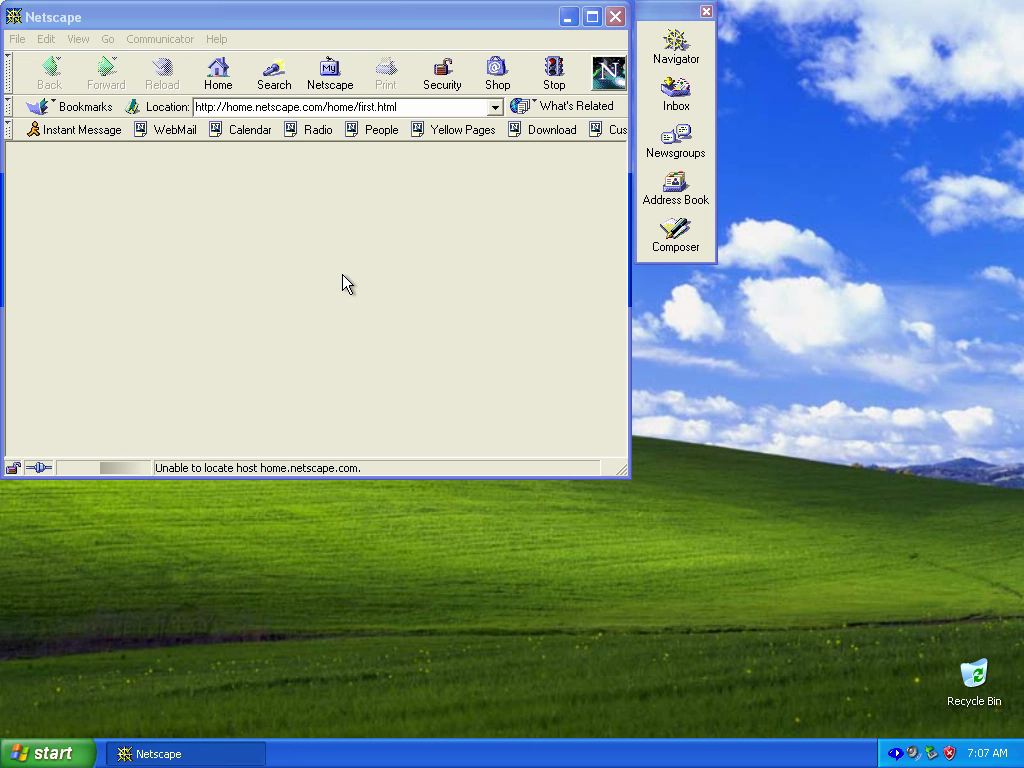 Netscape
File Edit View Go Communicator Help
Back Forward Reload Home Search Netscape Print Security Shop Stop
My
N
Bookmarks Location: http://home.netscape.com/home/first.html What's Related
Instant Message WebMail Calendar Radio People Yellow Pages Download Cus
Unable to locate host home.netscape.com.
Navigator
Inbox
Newsgroups
Address Book
Composer
Recycle Bin
start Netscape 7:07 AM